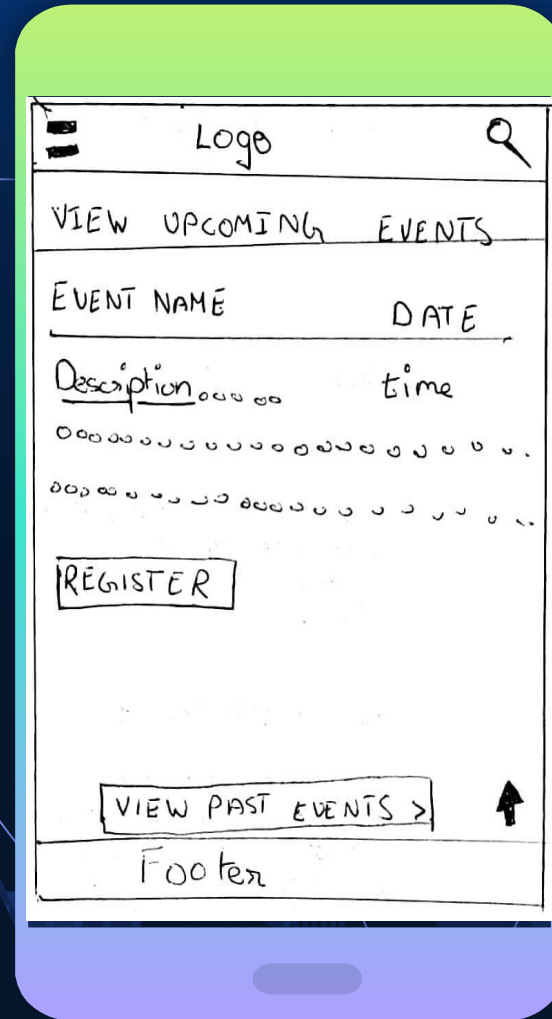 Logo
VIEW UPCOMING EVENTS
EVENT NAME DATE
Description time
REGISTER
VIEW PAST EVENTS >
Footer